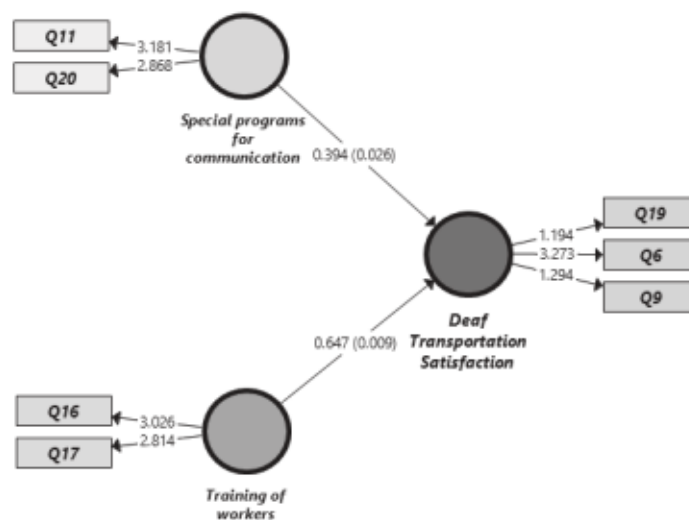 Q11
3.181
Q20
2.868
Special programs
for
communication
0.394 (0.026)
Q19
1.194
Q6
3.273
Q9
1.294
Deaf
Transportation
Satisfaction
0.647 (0.009)
Q16
3.026
Q17
2.814
Training of
workers